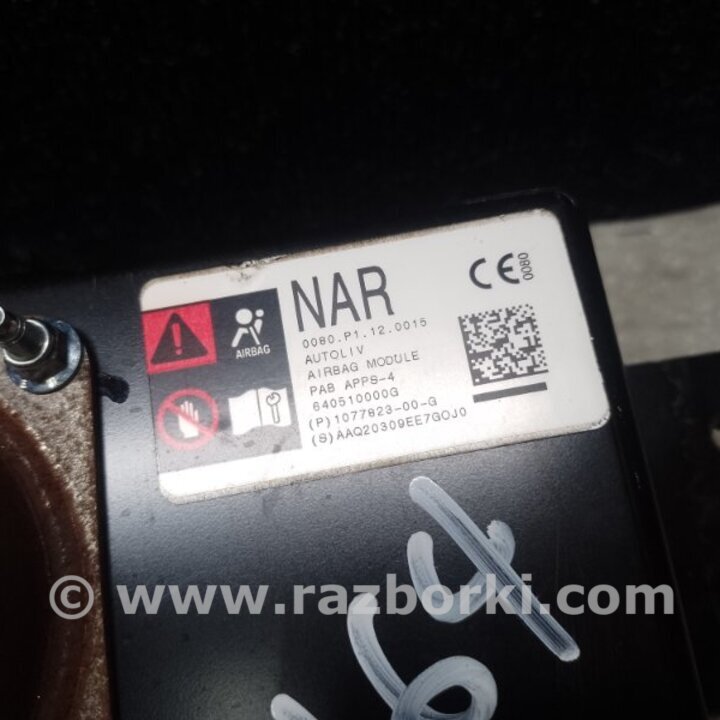 NAR
CE
0080
0080.P1.12.0015
AUTOLIV
AIRBAG MODULE
PAB APPS-4
640510000G
(P)1077823-00-G
(S)AAQ20309EE7GOJ0
AIRBAG
© www.razborki.com